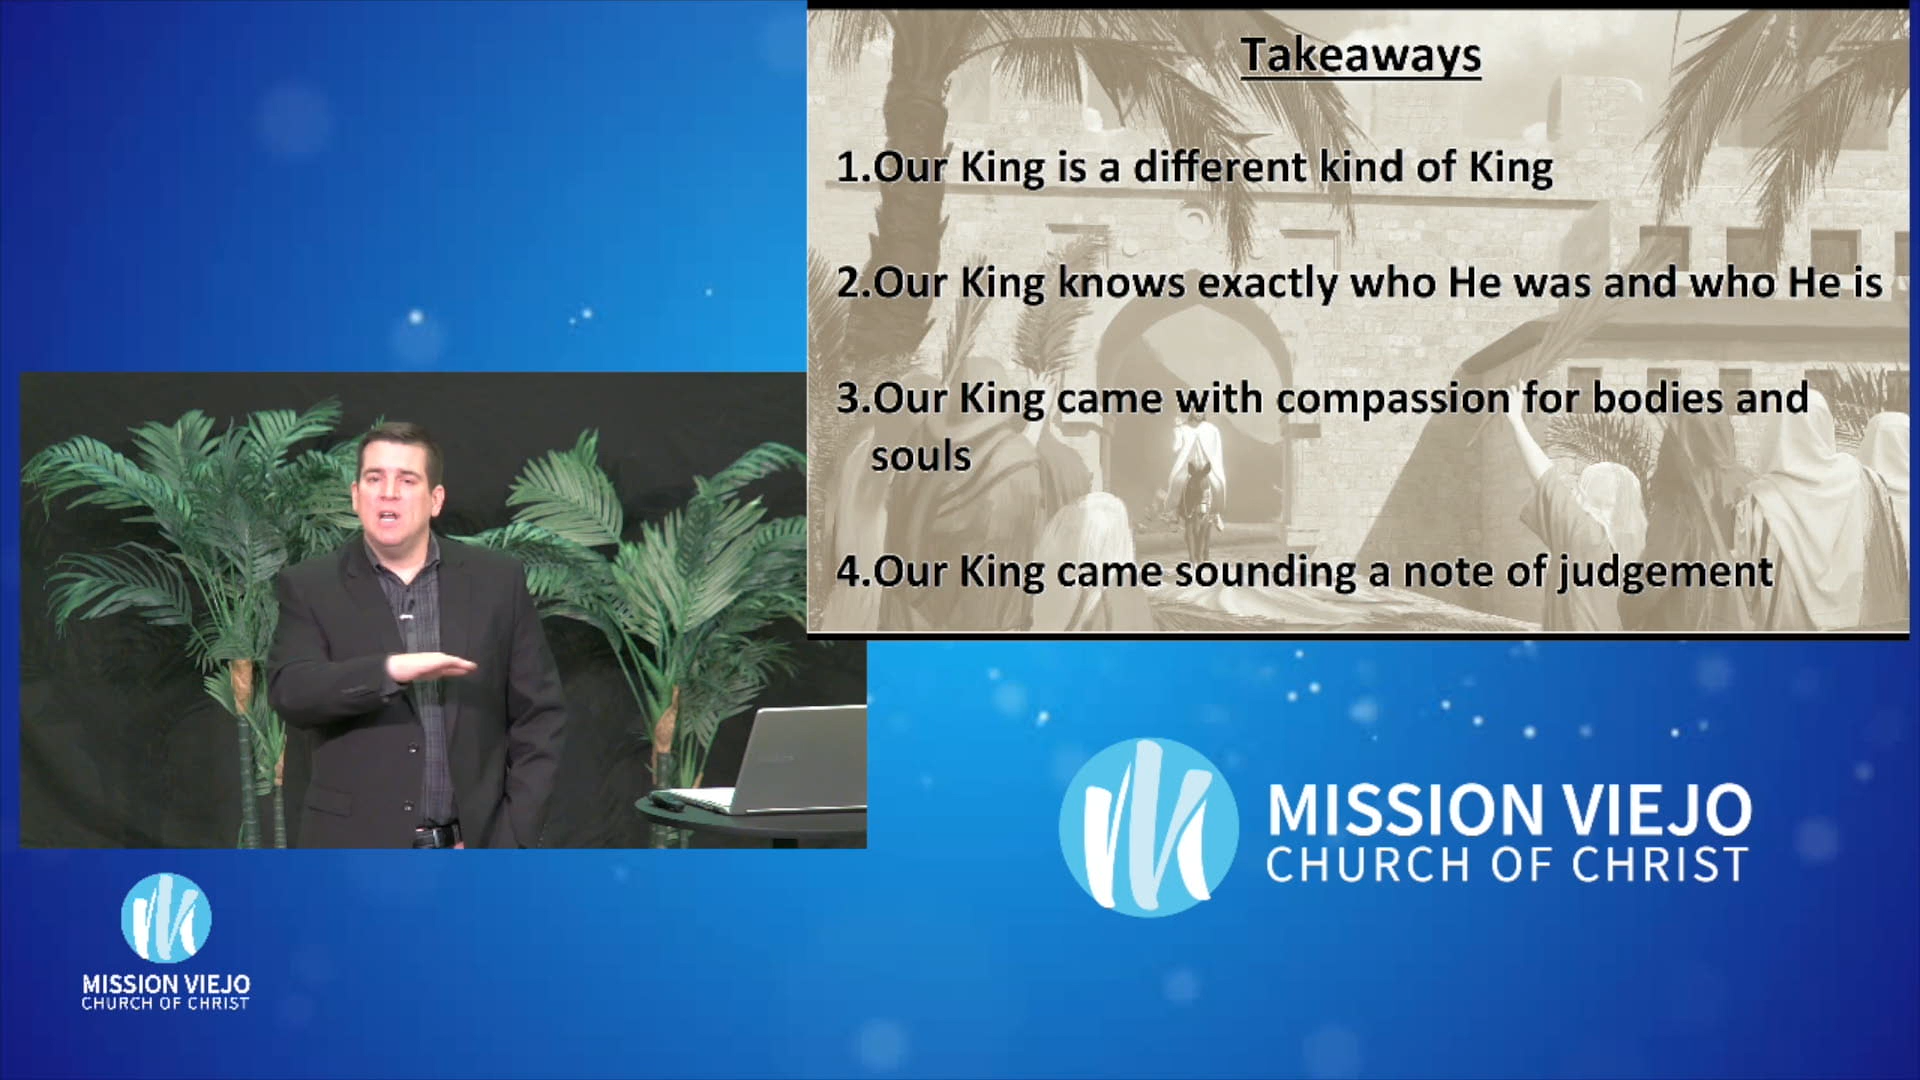 Takeaways
1.Our King is a different kind of King
2.Our King knows exactly who He was and who He is
3.Our King came with compassion for bodies and
souls
4.Our King came sounding a note of judgement
MISSION VIEJO
CHURCH OF CHRIST
MISSION VIEJO
CHURCH OF CHRIST